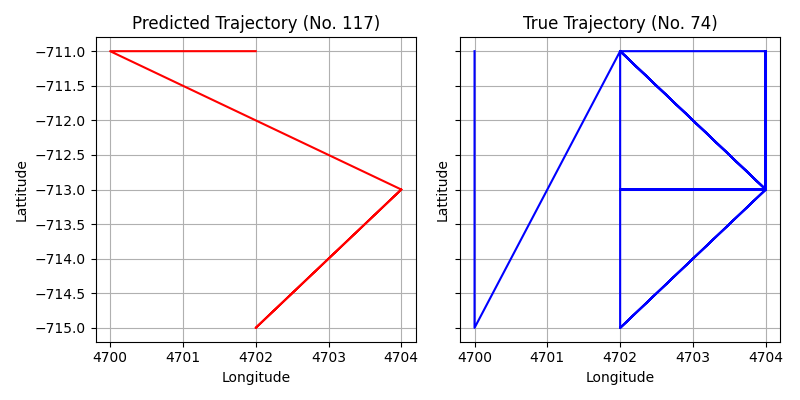 Predicted Trajectory (No. 117)
−711.0
−711.5
−712.0
−712.5
−713.0
−713.5
−714.0
−714.5
−715.0
Lattitude
4700 4701 4702 4703 4704
Longitude
True Trajectory (No. 74)
Lattitude
4700 4701 4702 4703 4704
Longitude